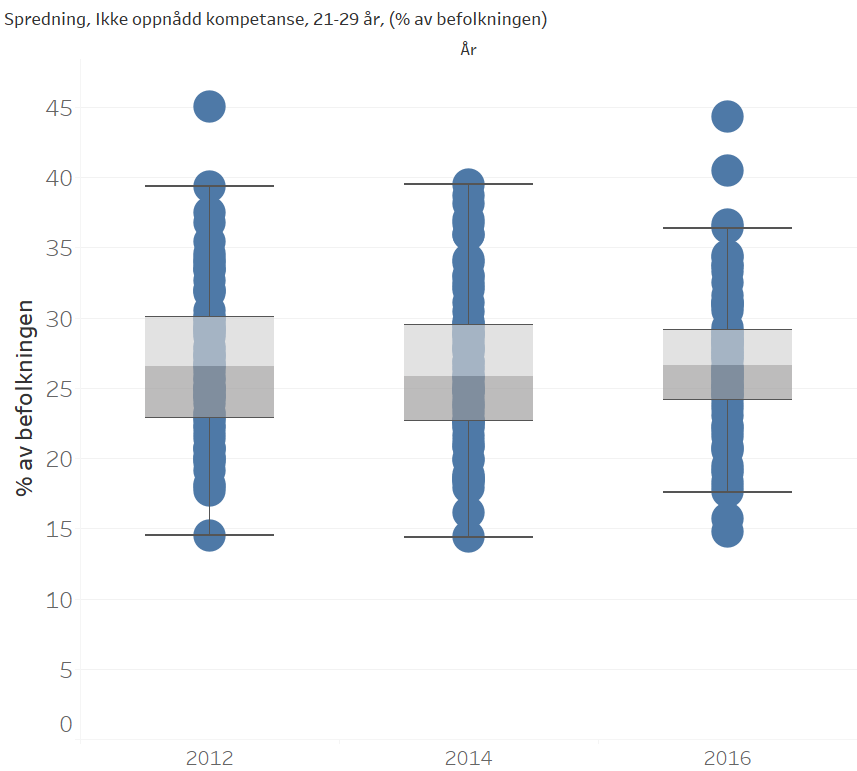 Spredning, Ikke oppnådd kompetanse, 21-29 år, (% av befolkningen)
År
% av befolkningen
45
40
35
30
25
20
15
10
5
0
2012 2014 2016